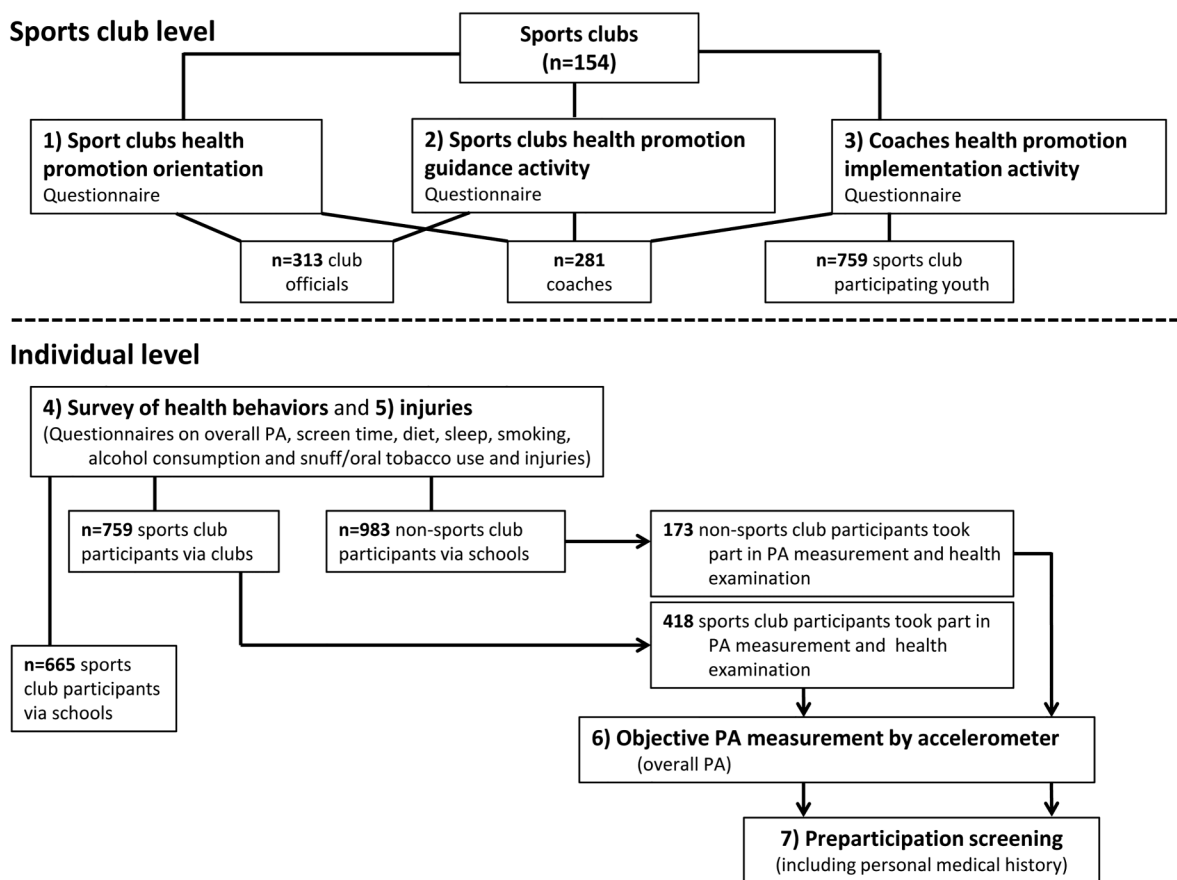 Sports club level
Sports clubs
(n=154)
1) Sport clubs health
promotion orientation
Questionnaire
2) Sports clubs health promotion
guidance activity
Questionnaire
3) Coaches health promotion
implementation activity
Questionnaire
n=313 club
officials
n=281
coaches
n=759 sports club
participating youth
Individual level
4) Survey of health behaviors and 5) injuries
(Questionnaires on overall PA, screen time, diet, sleep, smoking,
alcohol consumption and snuff/oral tobacco use and injuries)
n=759 sports club
participants via clubs
n=983 non-sports club
participants via schools
173 non-sports club participants took
part in PA measurement and health
examination
418 sports club participants took part in
PA measurement and health
examination
n=665 sports
club participants
via schools
6) Objective PA measurement by accelerometer
(overall PA)
7) Preparticipation screening
(including personal medical history)